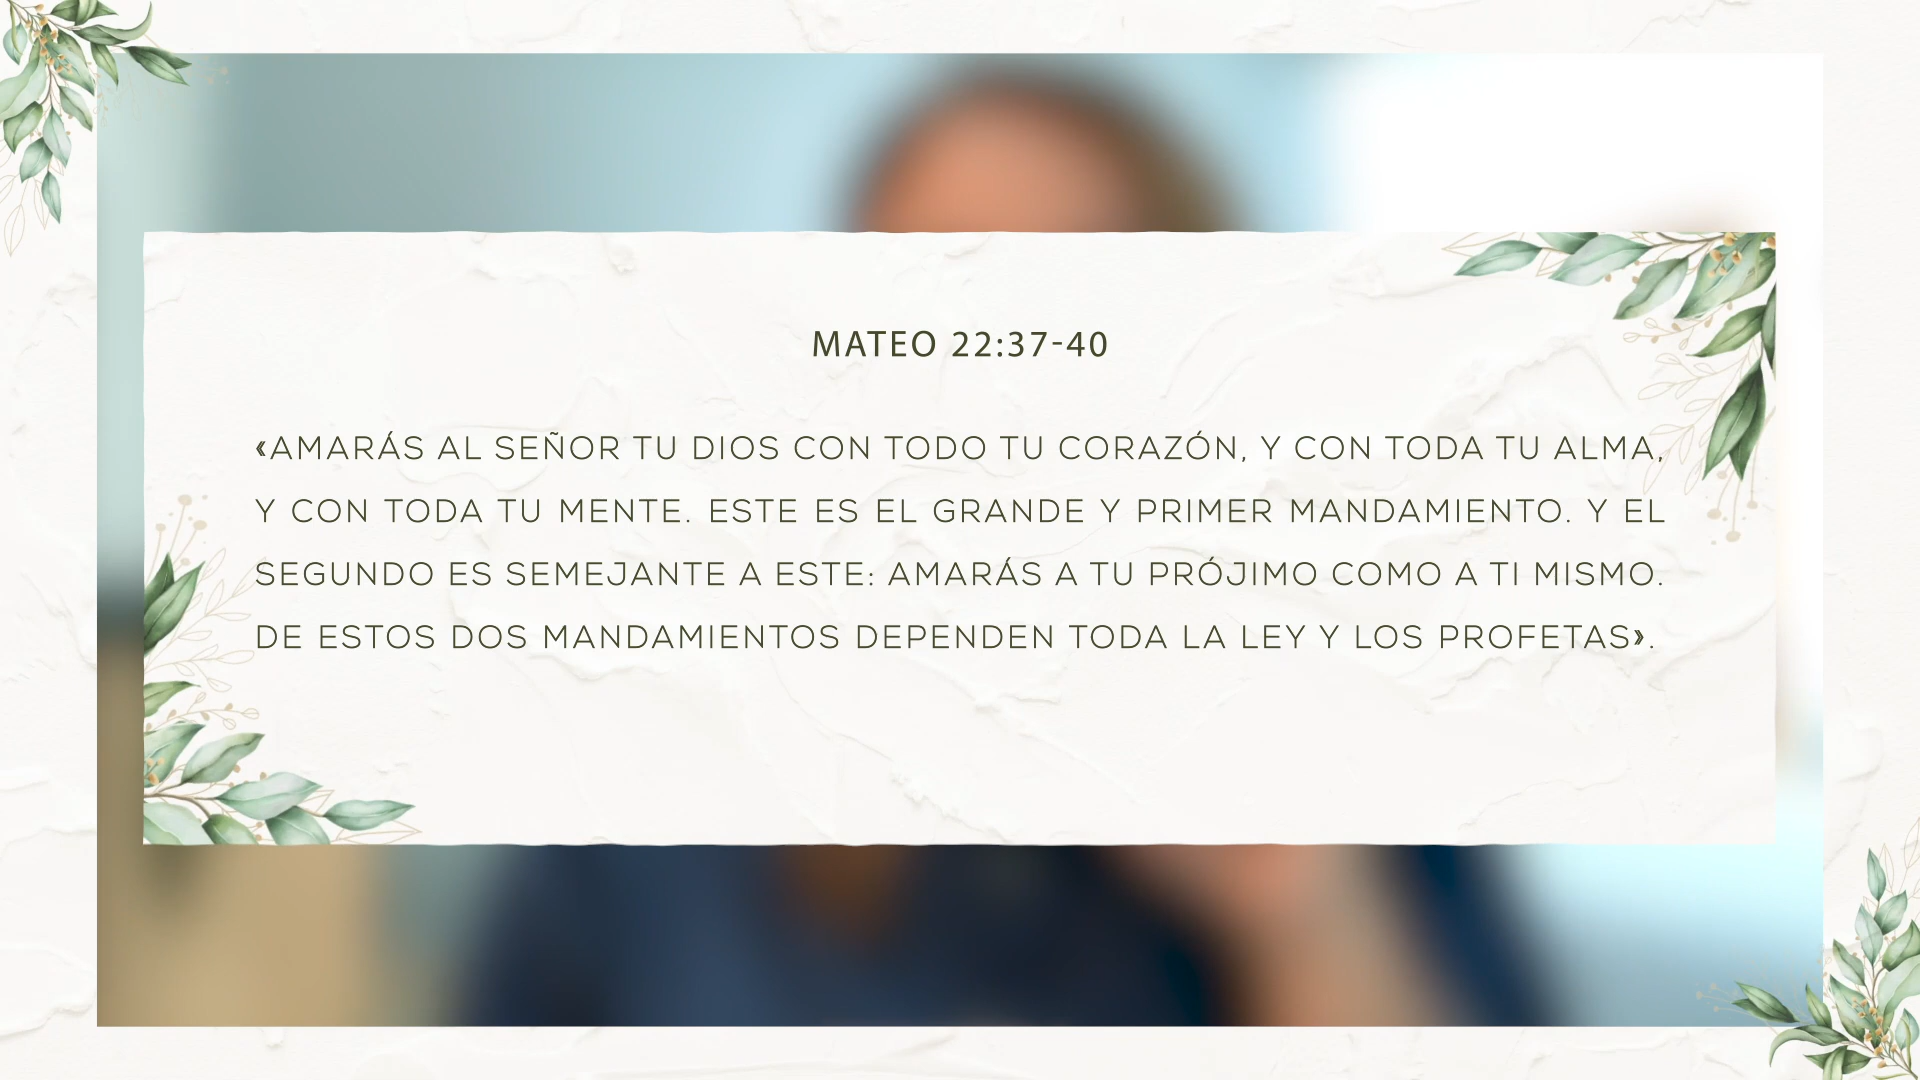 MATEO 22:37-40
«AMARÁS AL SEÑOR TU DIOS CON TODO TU CORAZÓN, Y CON TODA TU ALMA,
Y CON TODA TU MENTE. ESTE ES EL GRANDE Y PRIMER MANDAMIENTO. Y EL
SEGUNDO ES SEMEJANTE A ESTE: AMARÁS A TU PRÓJIMO COMO A TI MISMO.
DE ESTOS DOS MANDAMIENTOS DEPENDEN TODA LA LEY Y LOS PROFETAS».